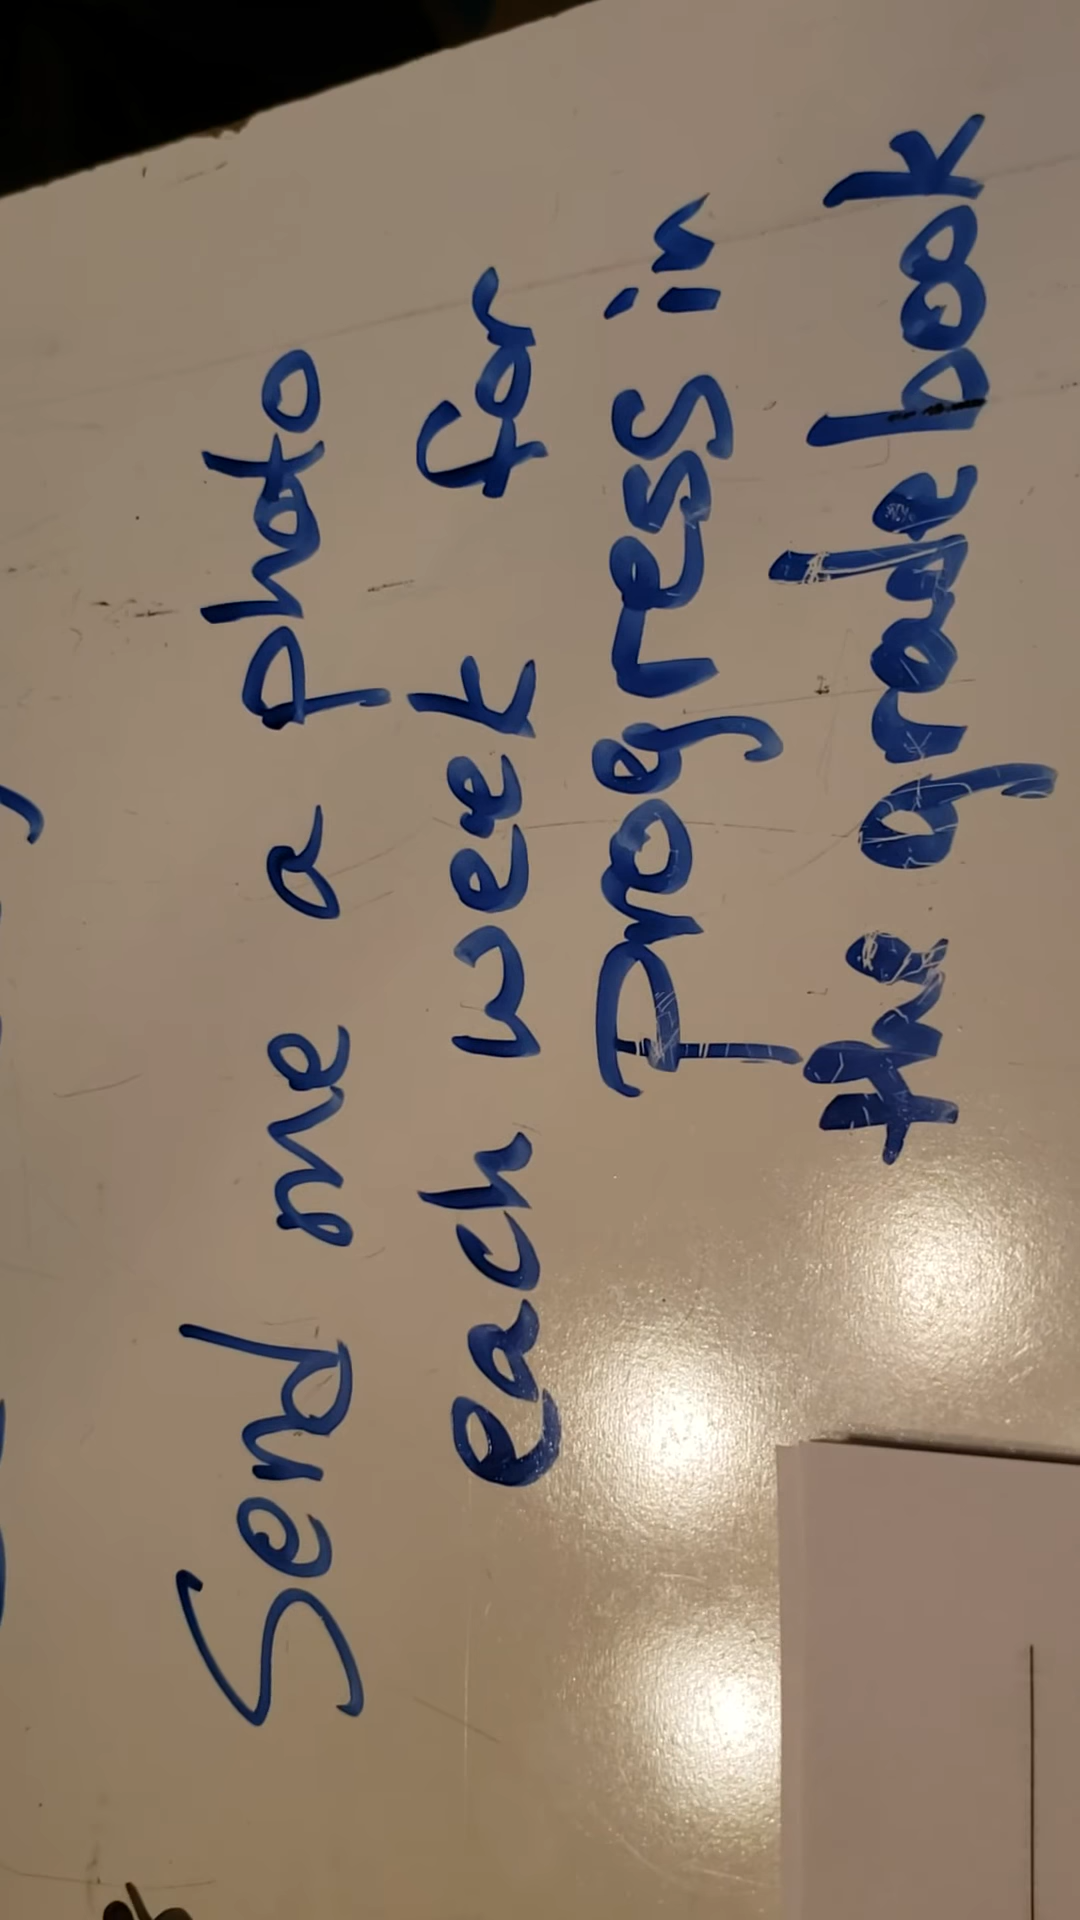 Send me a photo
each week for
Progress in
the grade book